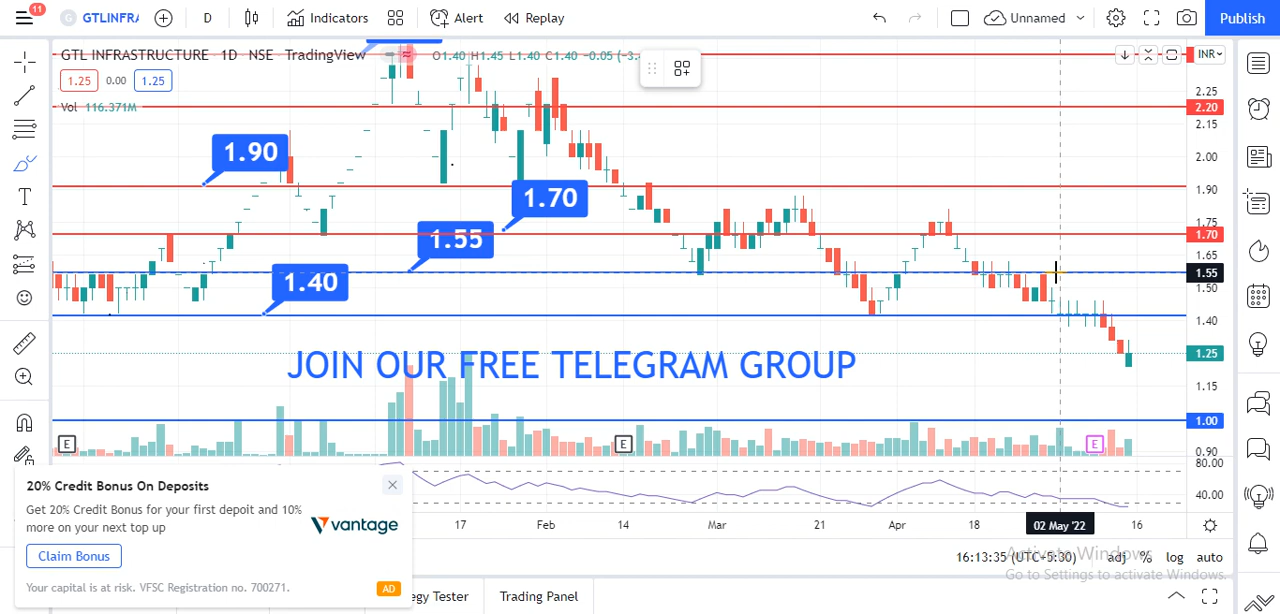 11
G GTLINFRA D Indicators Alert Replay Unnamed Publish
GTL INFRASTRUCTURE 1D NSE TradingView O1.40 H1.45 L1.40 C1.40 -0.05 INR
1.25 0.00 1.25
Vol 116.371M
2.25
2.20
2.15
2.00
1.90
1.90
1.75
1.70
1.70
1.65
1.55
1.55
1.50
1.40
1.40
1.25
JOIN OUR FREE TELEGRAM GROUP
1.15
1.00
E E E
0.90
80.00
40.00
17 Feb 14 Mar 21 Apr 18 02 May '22 16
20% Credit Bonus On Deposits
Get 20% Credit Bonus for your first depoit and 10%
more on your next top up
vantage
Claim Bonus
Your capital is at risk. VFSC Registration no. 700271.
AD
16:13:35 (UTC+5:30) adj % log auto
Activate Windows
Go to Settings to activate Windows.
egy Tester Trading Panel